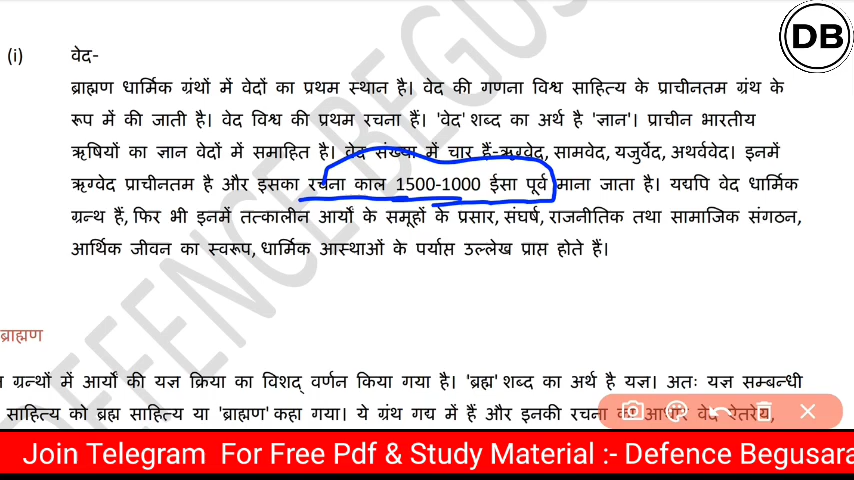 DB
(i) वेद-
ब्राह्मण धार्मिक ग्रंथों में वेदों का प्रथम स्थान है। वेद की गणना विश्व साहित्य के प्राचीनतम ग्रंथ के
रूप में की जाती है। वेद विश्व की प्रथम रचना हैं। 'वेद' शब्द का अर्थ है 'ज्ञान'। प्राचीन भारतीय
ऋषियों का ज्ञान वेदों में समाहित है। वेद संख्या में चार हैं-ऋग्वेद, सामवेद, यजुर्वेद, अथर्ववेद। इनमें
ऋग्वेद प्राचीनतम है और इसका रचना काल 1500-1000 ईसा पूर्व माना जाता है। यद्यपि वेद धार्मिक
ग्रन्थ हैं, फिर भी इनमें तत्कालीन आर्यों के समूहों के प्रसार, संघर्ष, राजनीतिक तथा सामाजिक संगठन,
आर्थिक जीवन का स्वरूप, धार्मिक आस्थाओं के पर्याप्त उल्लेख प्राप्त होते हैं।
ब्राह्मण
ग्रन्थों में आर्यों की यज्ञ क्रिया का विशद् वर्णन किया गया है। 'ब्रह्म' शब्द का अर्थ है यज्ञ। अतः यज्ञ सम्बन्धी
साहित्य को ब्रह्म साहित्य या 'ब्राह्मण' कहा गया। ये ग्रंथ गद्य में हैं और इनकी रचना का आधार वेद ऐतरेय,
Join Telegram For Free Pdf & Study Material :- Defence Begusara
DEFENCE BEGUS